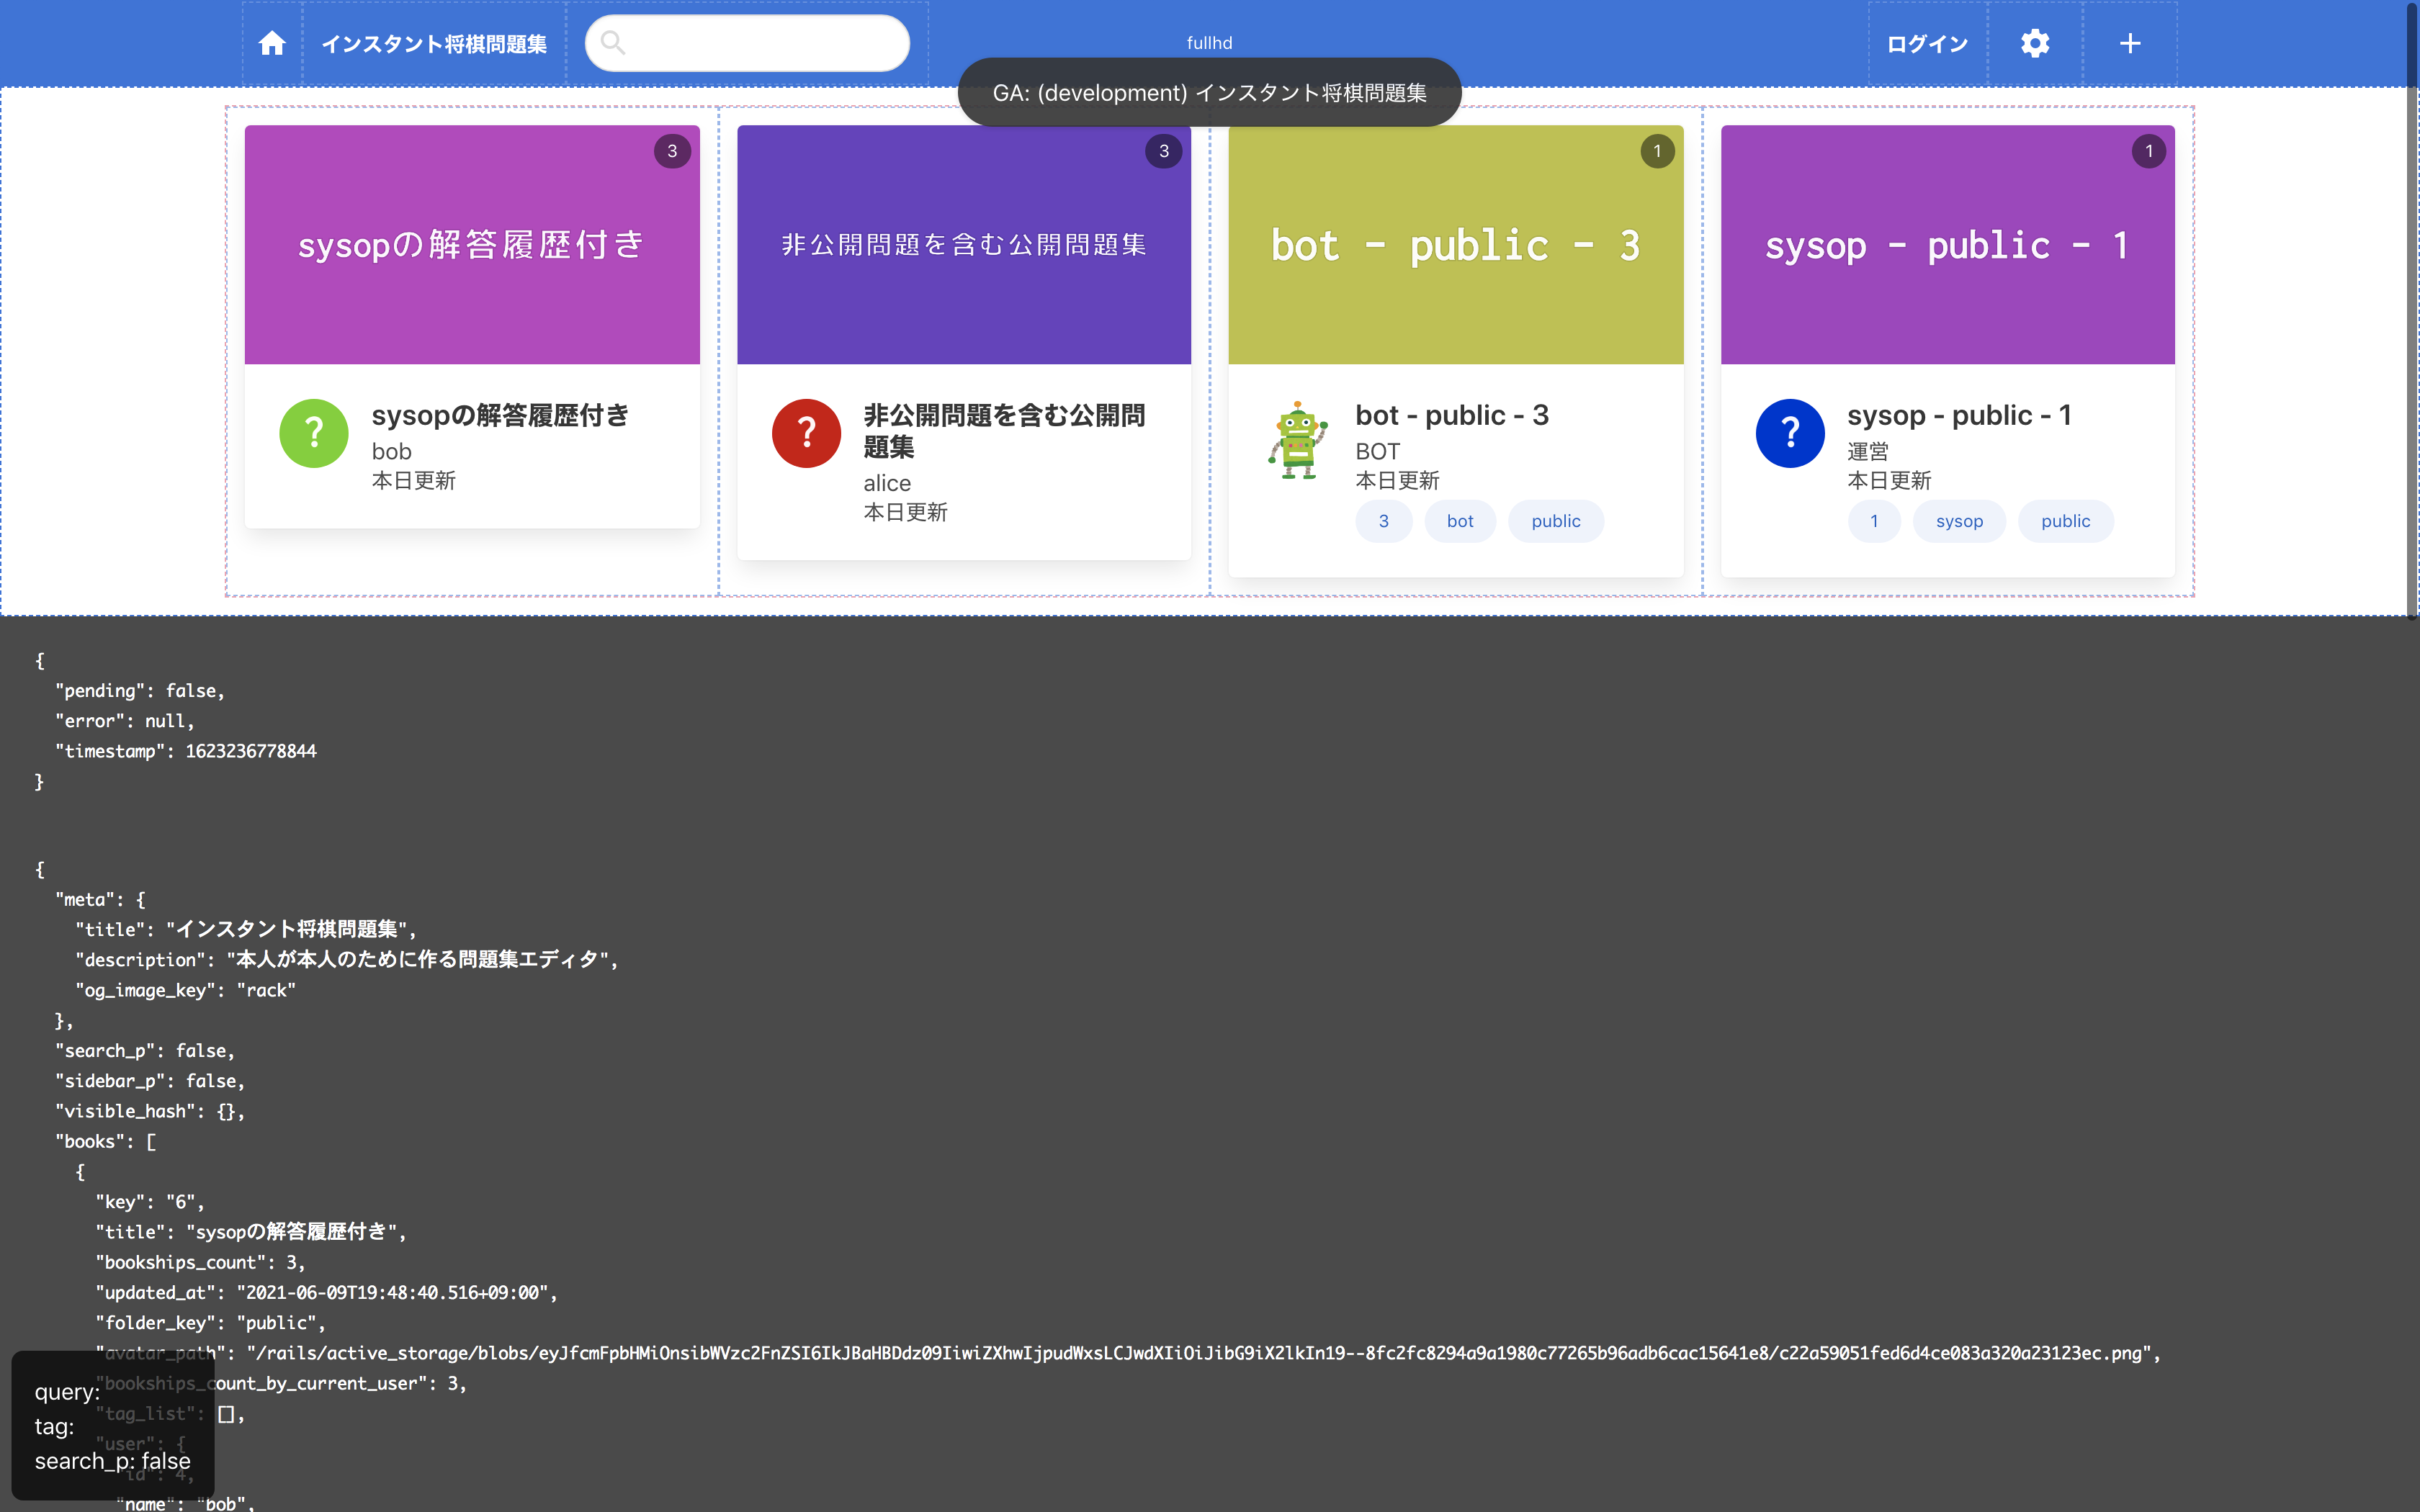 インスタント将棋問題集
fullhd
ログイン
GA: (development) インスタント将棋問題集
3
sysopの解答履歴付き
sysopの解答履歴付き
bob
本日更新
3
非公開問題を含む公開問題集
非公開問題を含む公開問
題集
alice
本日更新
1
bot - public - 3
bot - public - 3
BOT
本日更新
3 bot public
1
sysop - public - 1
sysop - public - 1
運営
本日更新
1 sysop public
{
"pending": false,
"error": null,
"timestamp": 1623236778844
}
{
"meta": {
"title": "インスタント将棋問題集",
"description": "本人が本人のために作る問題集エディタ",
"og_image_key": "rack"
},
"search_p": false,
"sidebar_p": false,
"visible_hash": {},
"books": [
{
"key": "6",
"title": "sysopの解答履歴付き",
"bookships_count": 3,
"updated_at": "2021-06-09T19:48:40.516+09:00",
"folder_key": "public",
"avatar_path": "/rails/active_storage/blobs/eyJfcmFpbHMiOnsibWVzc2FnZSI6IkJBaHBDdz09IiwiZXhwIjpudWxsLCJwdXIiOiJibG9iX2lkIn19--8fc2fc8294a9a1980c77265b96adb6cac15641e8/c22a59051fed6d4ce083a320a23123ec.png",
"bookships_count_by_current_user": 3,
"tag_list": [],
"user": {
"id": 4,
"name": "bob",
query:
tag:
search_p: false